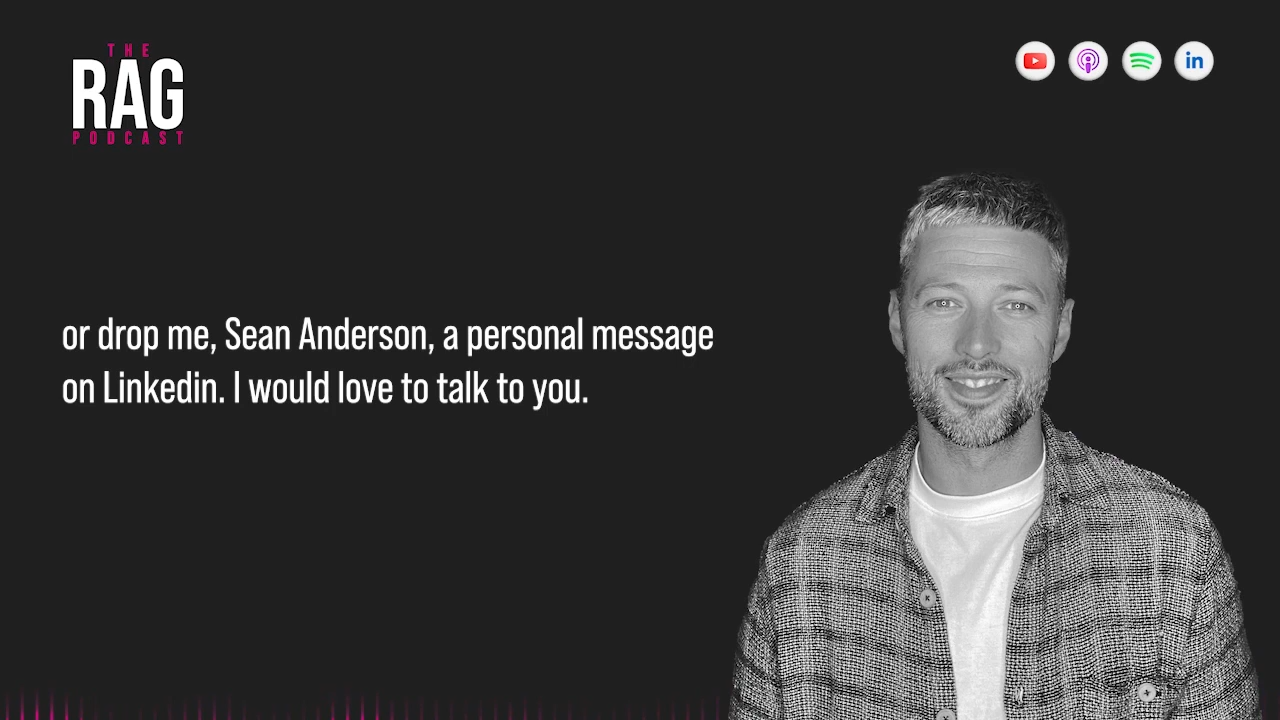 THE
RAG
PODCAST
in
or drop me, Sean Anderson, a personal message
on Linkedin. I would love to talk to you.